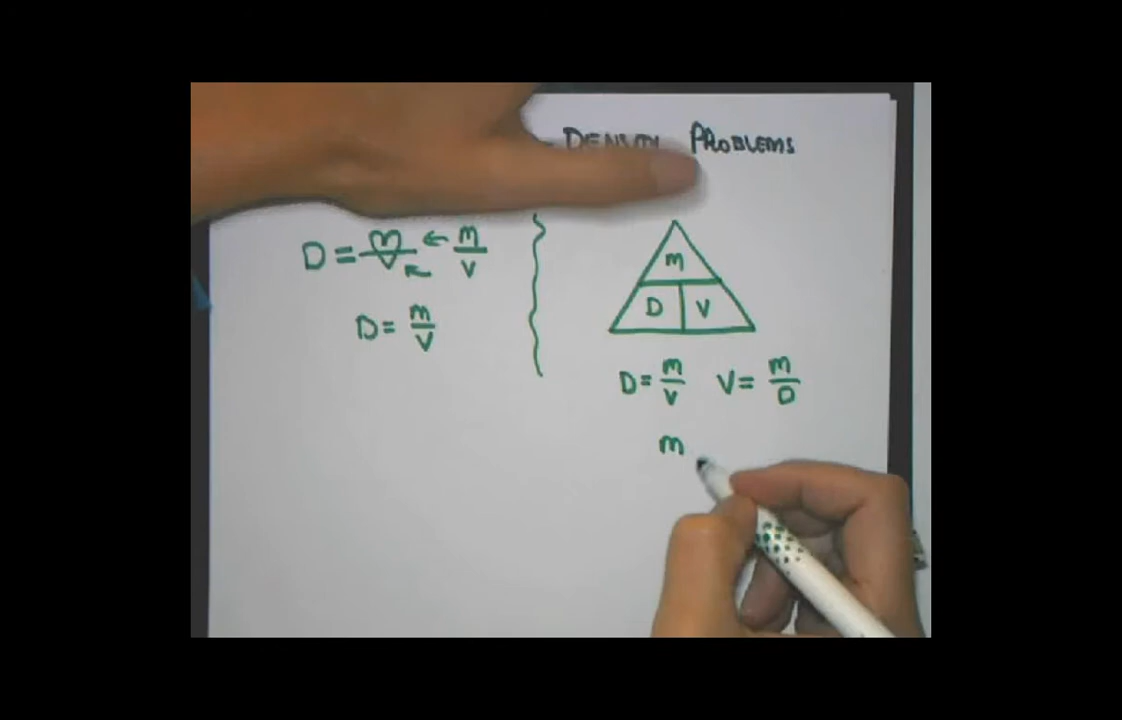 DENSITY PROBLEMS
D = m/V ← m/V
←
D = m/V
m
D V
D = m/V V = m/D
m